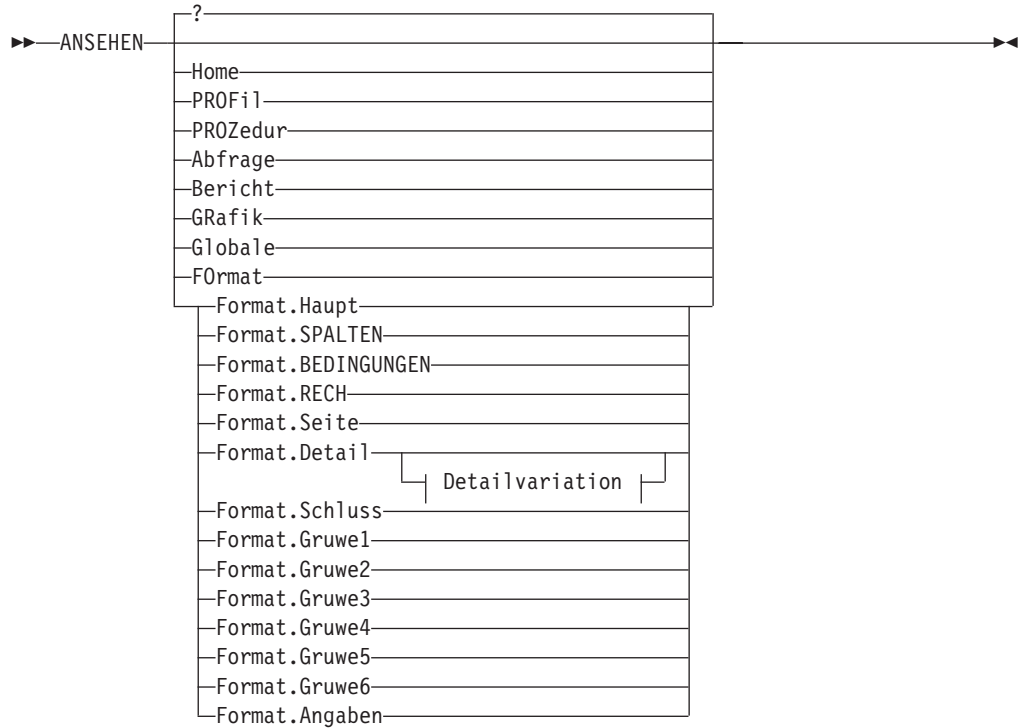 ?
ANSEHEN
Home
PROFil
PROZedur
Abfrage
Bericht
GRafik
Globale
FOrmat
Format.Haupt
Format.SPALTEN
Format.BEDINGUNGEN
Format.RECH
Format.Seite
Format.Detail
Detailvariation
Format.Schluss
Format.Gruwe1
Format.Gruwe2
Format.Gruwe3
Format.Gruwe4
Format.Gruwe5
Format.Gruwe6
Format.Angaben